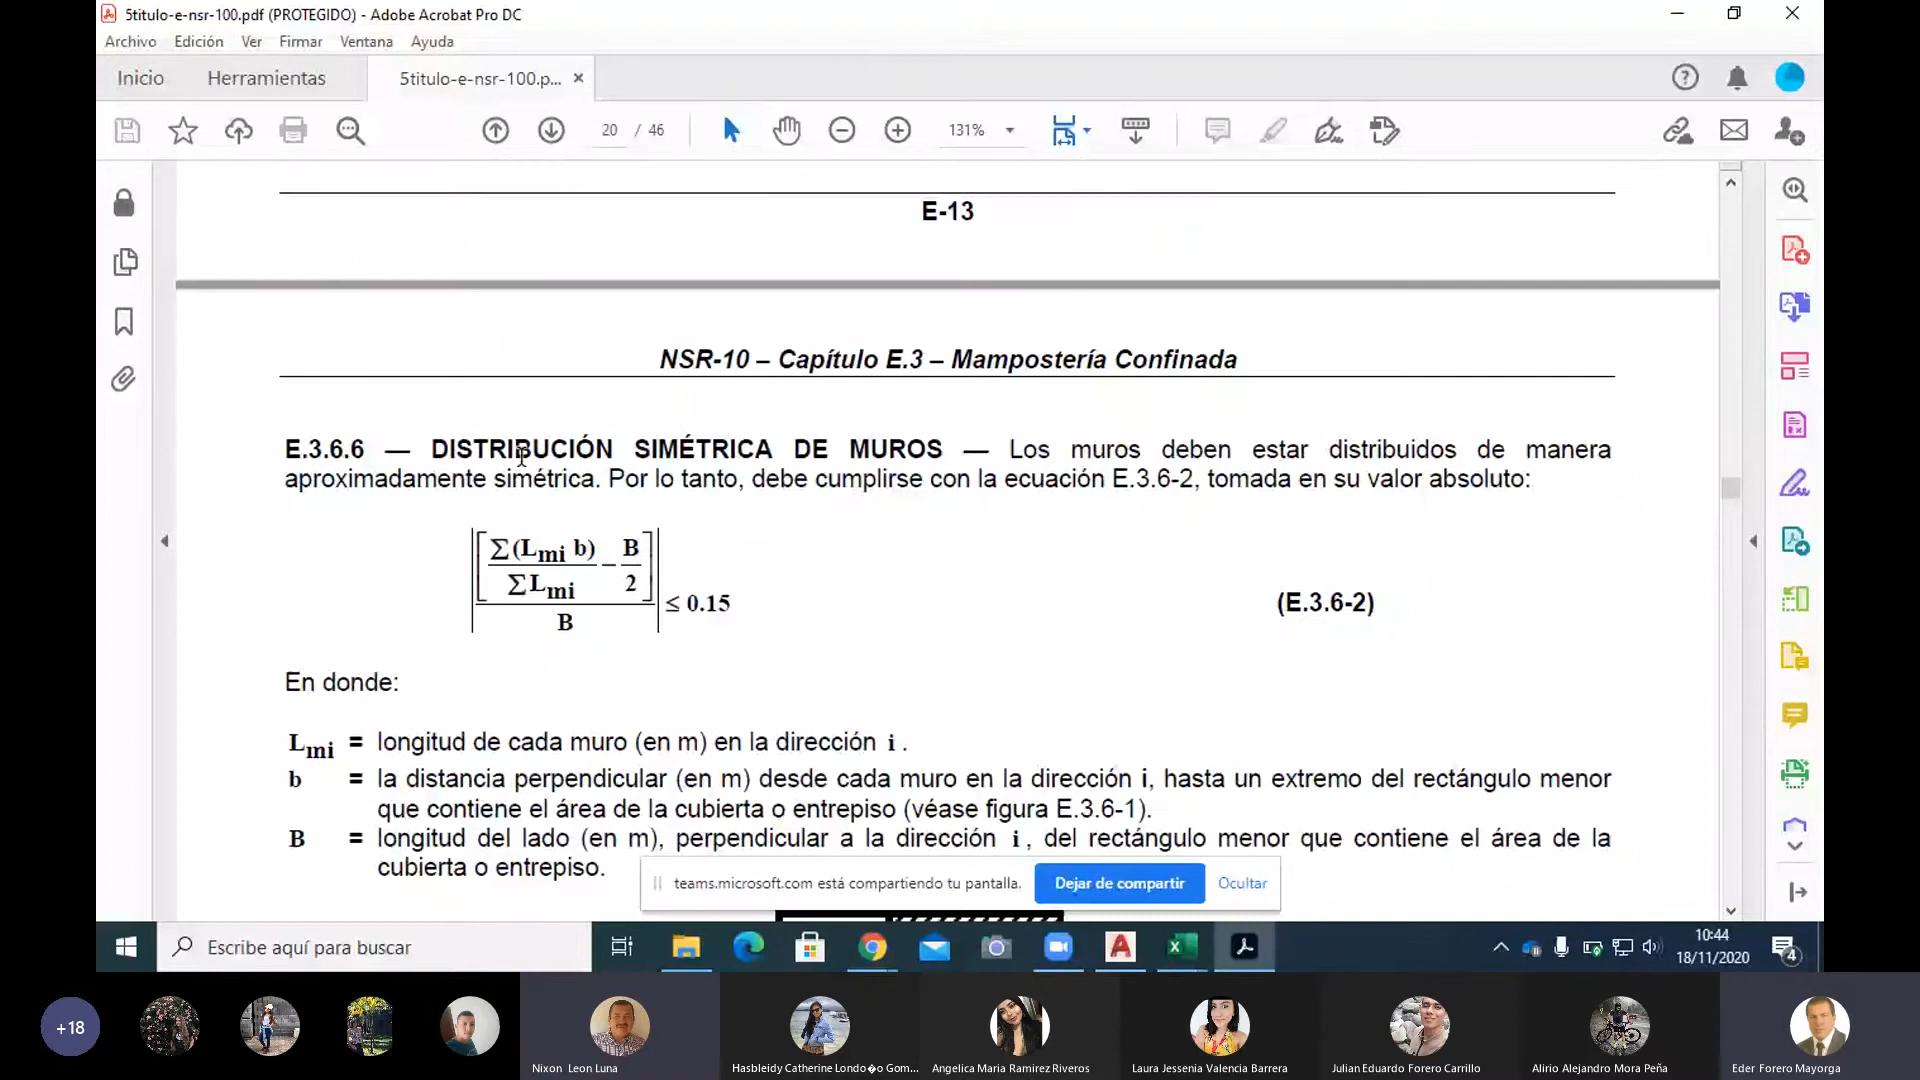 5titulo-e-nsr-100.pdf (PROTEGIDO) - Adobe Acrobat Pro DC
Archivo Edición Ver Firmar Ventana Ayuda
Inicio Herramientas 5titulo-e-nsr-100.p... ×
20 / 46 131%
E-13
NSR-10 – Capítulo E.3 – Mampostería Confinada
E.3.6.6 — DISTRIBUCIÓN SIMÉTRICA DE MUROS — Los muros deben estar distribuidos de manera
aproximadamente simétrica. Por lo tanto, debe cumplirse con la ecuación E.3.6-2, tomada en su valor absoluto:
|[Σ(Lmi b) / ΣLmi − B/2] / B| ≤ 0.15 (E.3.6-2)
En donde:
Lmi = longitud de cada muro (en m) en la dirección i .
b = la distancia perpendicular (en m) desde cada muro en la dirección i, hasta un extremo del rectángulo menor
que contiene el área de la cubierta o entrepiso (véase figura E.3.6-1).
B = longitud del lado (en m), perpendicular a la dirección i , del rectángulo menor que contiene el área de la
cubierta o entrepiso.
teams.microsoft.com está compartiendo tu pantalla. Dejar de compartir Ocultar
Escribe aquí para buscar
10:44
18/11/2020
4
+18
Nixon Leon Luna
Hasbleidy Catherine Londo�o Gom...
Angelica Maria Ramirez Riveros
Laura Jessenia Valencia Barrera
Julian Eduardo Forero Carrillo
Alirio Alejandro Mora Peña
Eder Forero Mayorga